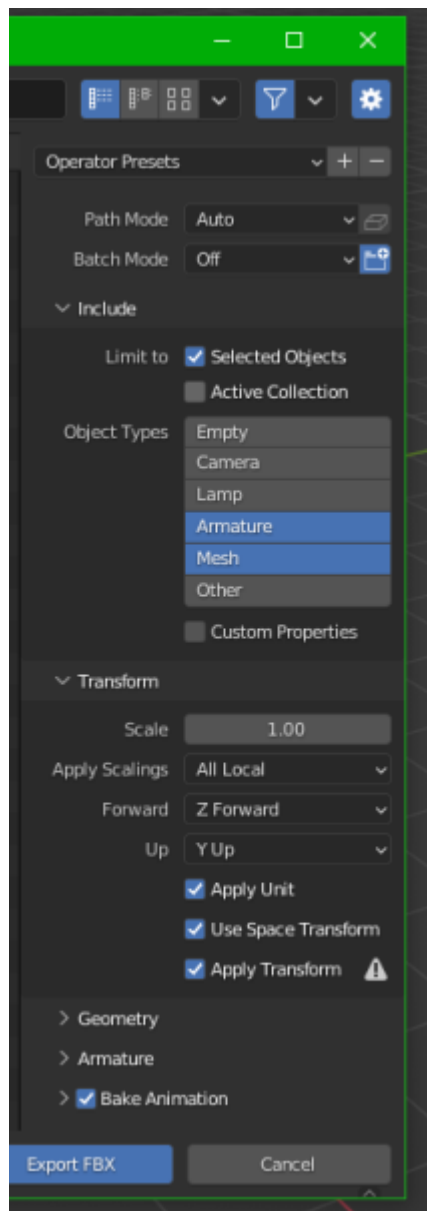 Operator Presets
Path Mode Auto
Batch Mode Off
Include
Limit to Selected Objects
Active Collection
Object Types Empty
Camera
Lamp
Armature
Mesh
Other
Custom Properties
Transform
Scale 1.00
Apply Scalings All Local
Forward Z Forward
Up Y Up
Apply Unit
Use Space Transform
Apply Transform
Geometry
Armature
Bake Animation
Export FBX Cancel